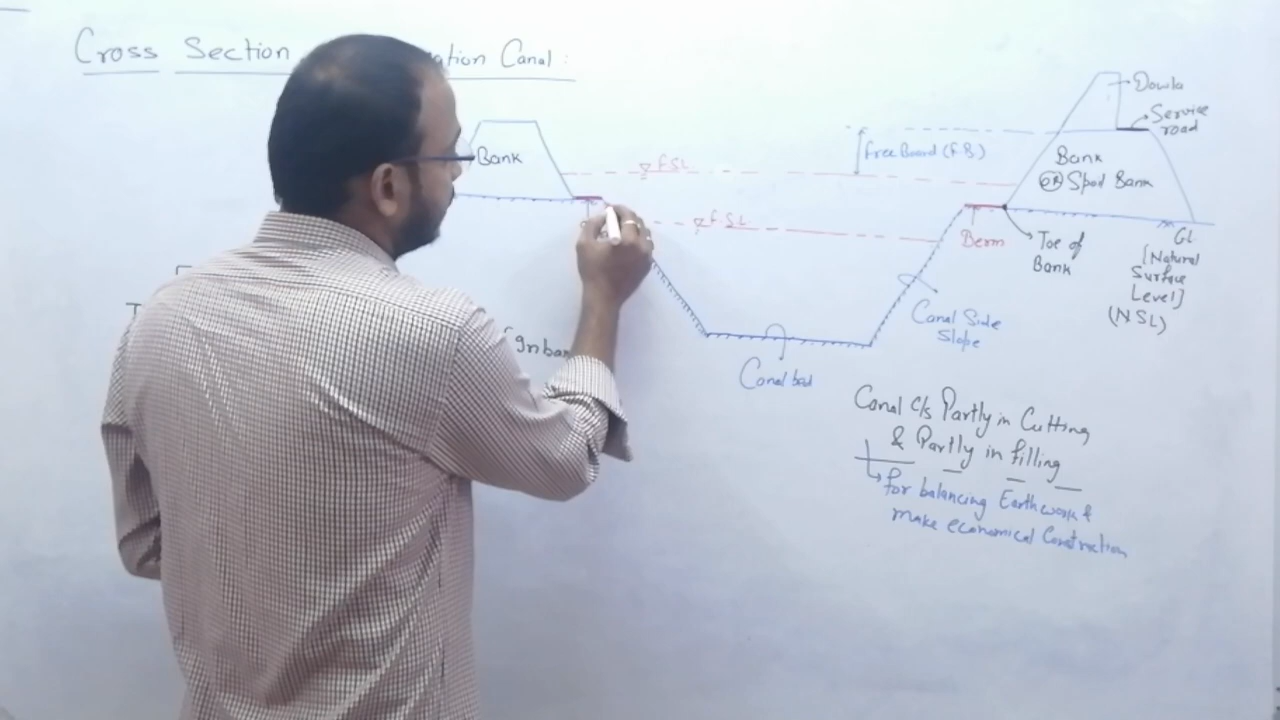 Cross Section ation Canal:
Bank
FSL
F.S.L
Free Board (F.B.)
Dowla
Service
road
Bank
OR Spoil Bank
Berm
Toe of
Bank
GL
[Natural
Surface
Level]
(NSL)
Canal Side
Slope
Canal bed
Canal c/s Partly in Cutting
& Partly in filling
for balancing Earthwork &
make economical Construction